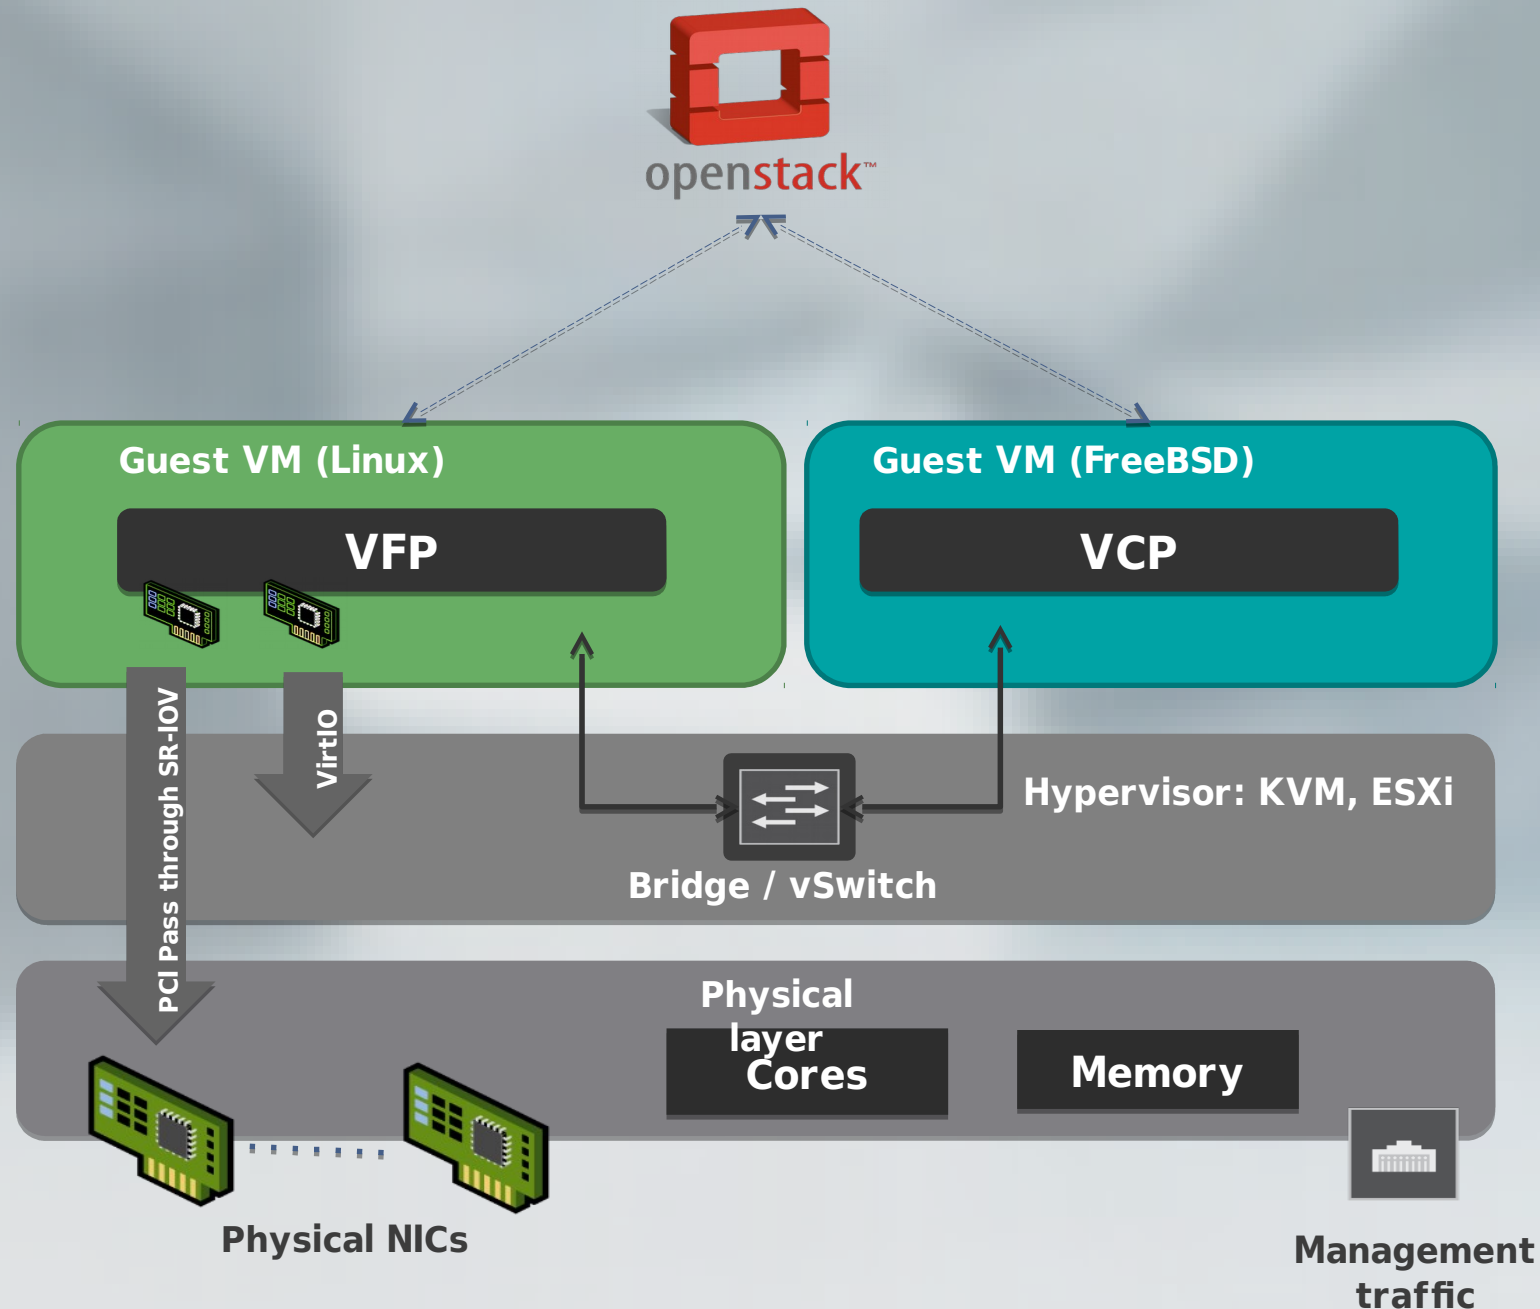 openstack™
Guest VM (Linux)
Guest VM (FreeBSD)
VFP
VCP
PCI Pass through SR-IOV
VirtIO
Hypervisor: KVM, ESXi
Bridge / vSwitch
Physical
layer
Cores
Memory
Physical NICs
Management
traffic